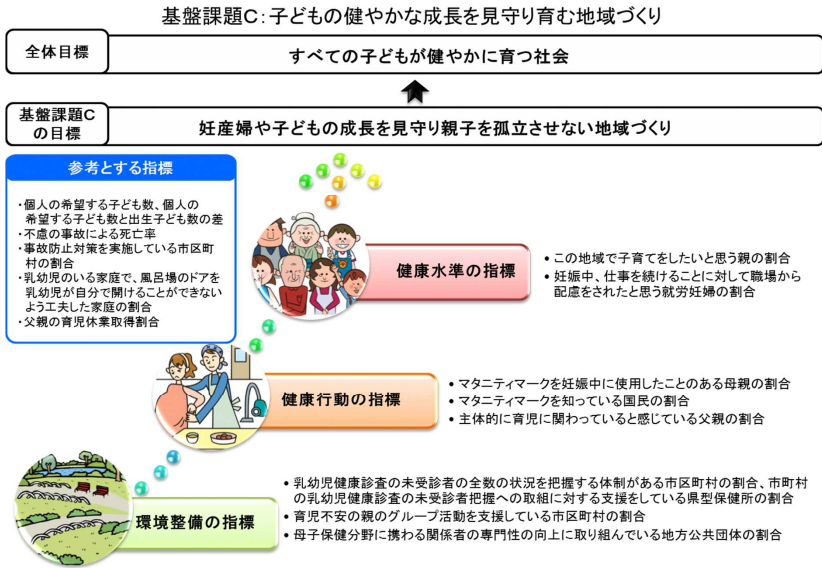 基盤課題C：子どもの健やかな成長を見守り育む地域づくり
全体目標
すべての子どもが健やかに育つ社会
基盤課題C
の目標
妊産婦や子どもの成長を見守り親子を孤立させない地域づくり
参考とする指標
・個人の希望する子ども数、個人の
希望する子ども数と出生子ども数の差
・不慮の事故による死亡率
・事故防止対策を実施している市区町
村の割合
・乳幼児のいる家庭で、風呂場のドアを
乳幼児が自分で開けることができない
よう工夫した家庭の割合
・父親の育児休業取得割合
健康水準の指標
• この地域で子育てをしたいと思う親の割合
• 妊娠中、仕事を続けることに対して職場から
配慮をされたと思う就労妊婦の割合
健康行動の指標
• マタニティマークを妊娠中に使用したことのある母親の割合
• マタニティマークを知っている国民の割合
• 主体的に育児に関わっていると感じている父親の割合
環境整備の指標
• 乳幼児健康診査の未受診者の全数の状況を把握する体制がある市区町村の割合、市町村
の乳幼児健康診査の未受診者把握への取組に対する支援をしている県型保健所の割合
• 育児不安の親のグループ活動を支援している市区町村の割合
• 母子保健分野に携わる関係者の専門性の向上に取り組んでいる地方公共団体の割合